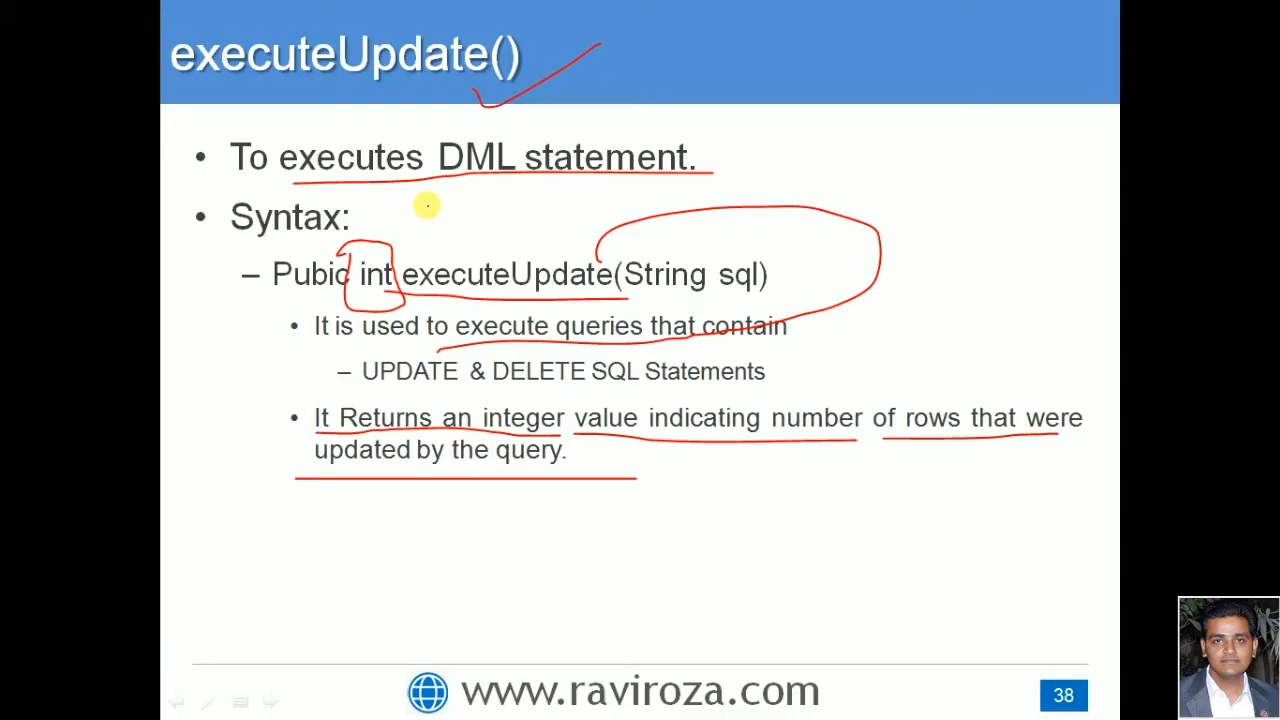 executeUpdate()
• To executes DML statement.
• Syntax:
– Pubic int executeUpdate(String sql)
• It is used to execute queries that contain
– UPDATE & DELETE SQL Statements
• It Returns an integer value indicating number of rows that were
updated by the query.
www.raviroza.com
38